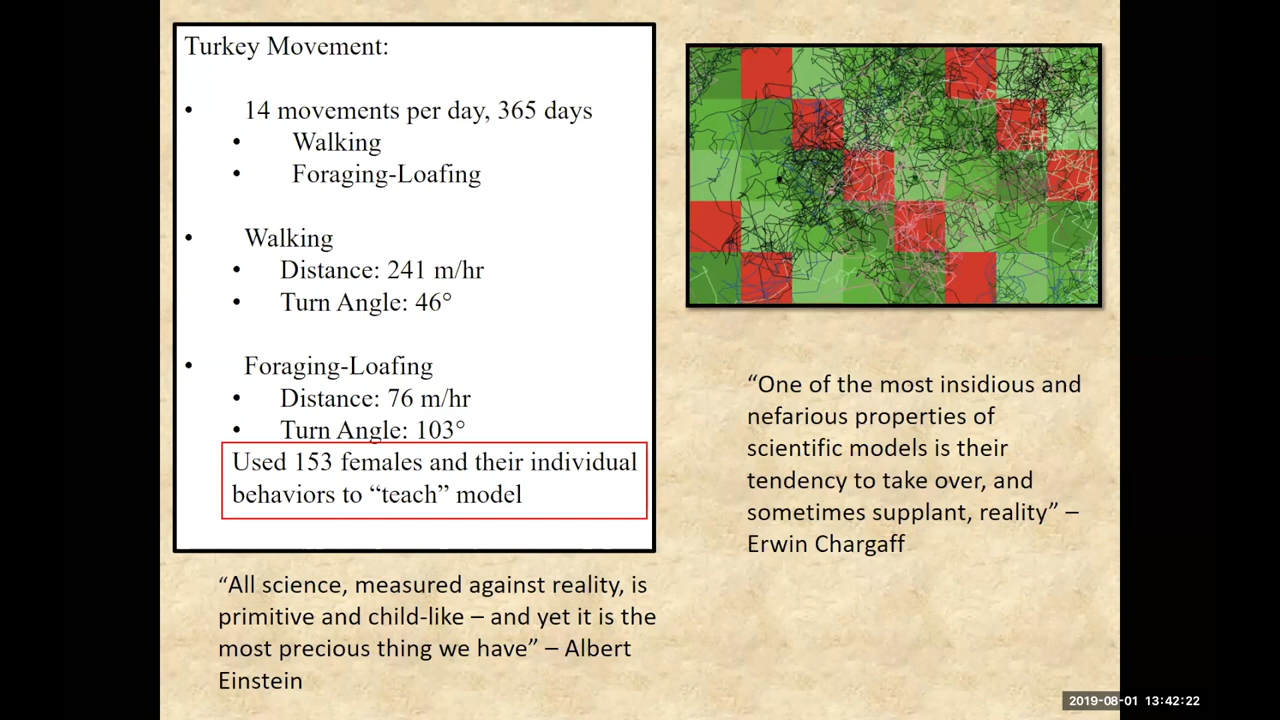 Turkey Movement:
• 14 movements per day, 365 days
• Walking
• Foraging-Loafing
• Walking
• Distance: 241 m/hr
• Turn Angle: 46°
• Foraging-Loafing
• Distance: 76 m/hr
• Turn Angle: 103°
Used 153 females and their individual
behaviors to “teach” model
“All science, measured against reality, is
primitive and child-like – and yet it is the
most precious thing we have” – Albert
Einstein
“One of the most insidious and
nefarious properties of
scientific models is their
tendency to take over, and
sometimes supplant, reality” –
Erwin Chargaff
2019-08-01 13:42:22